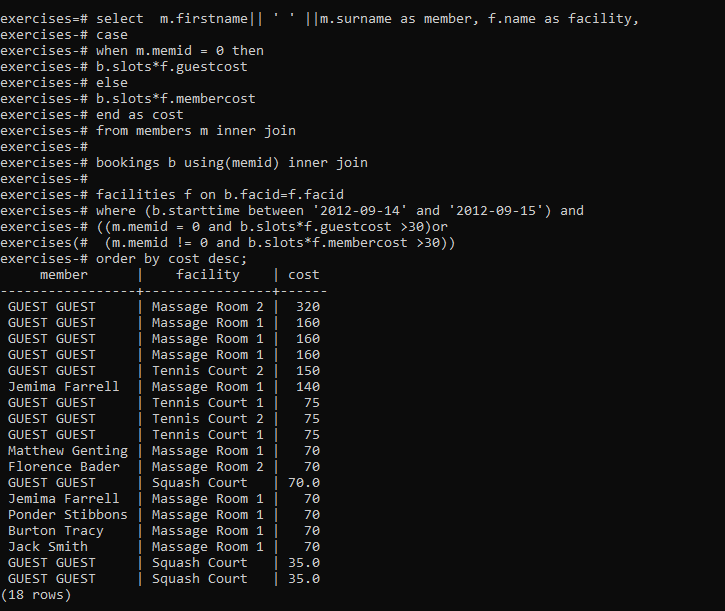 exercises=# select  m.firstname|| ' ' ||m.surname as member, f.name as facility,
exercises-# case
exercises-# when m.memid = 0 then
exercises-# b.slots*f.guestcost
exercises-# else
exercises-# b.slots*f.membercost
exercises-# end as cost
exercises-# from members m inner join
exercises-#
exercises-# bookings b using(memid) inner join
exercises-#
exercises-# facilities f on b.facid=f.facid
exercises-# where (b.starttime between '2012-09-14' and '2012-09-15') and
exercises-# ((m.memid = 0 and b.slots*f.guestcost >30)or
exercises(#  (m.memid != 0 and b.slots*f.membercost >30))
exercises-# order by cost desc;
     member      |    facility    | cost
-----------------+----------------+------
 GUEST GUEST     | Massage Room 2 |  320
 GUEST GUEST     | Massage Room 1 |  160
 GUEST GUEST     | Massage Room 1 |  160
 GUEST GUEST     | Massage Room 1 |  160
 GUEST GUEST     | Tennis Court 2 |  150
 Jemima Farrell  | Massage Room 1 |  140
 GUEST GUEST     | Tennis Court 1 |   75
 GUEST GUEST     | Tennis Court 2 |   75
 GUEST GUEST     | Tennis Court 1 |   75
 Matthew Genting | Massage Room 1 |   70
 Florence Bader  | Massage Room 2 |   70
 GUEST GUEST     | Squash Court   | 70.0
 Jemima Farrell  | Massage Room 1 |   70
 Ponder Stibbons | Massage Room 1 |   70
 Burton Tracy    | Massage Room 1 |   70
 Jack Smith      | Massage Room 1 |   70
 GUEST GUEST     | Squash Court   | 35.0
 GUEST GUEST     | Squash Court   | 35.0
(18 rows)